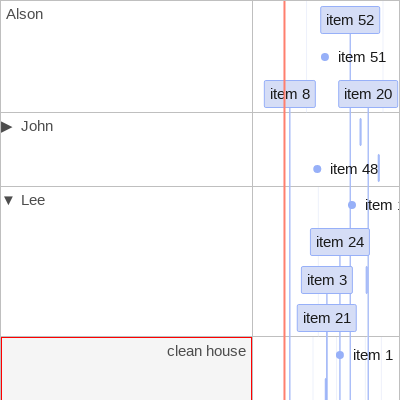 Alson
item 52
item 51
item 8
item 20
John
item 48
Lee
item
item 24
item 3
item 21
clean house
item 1